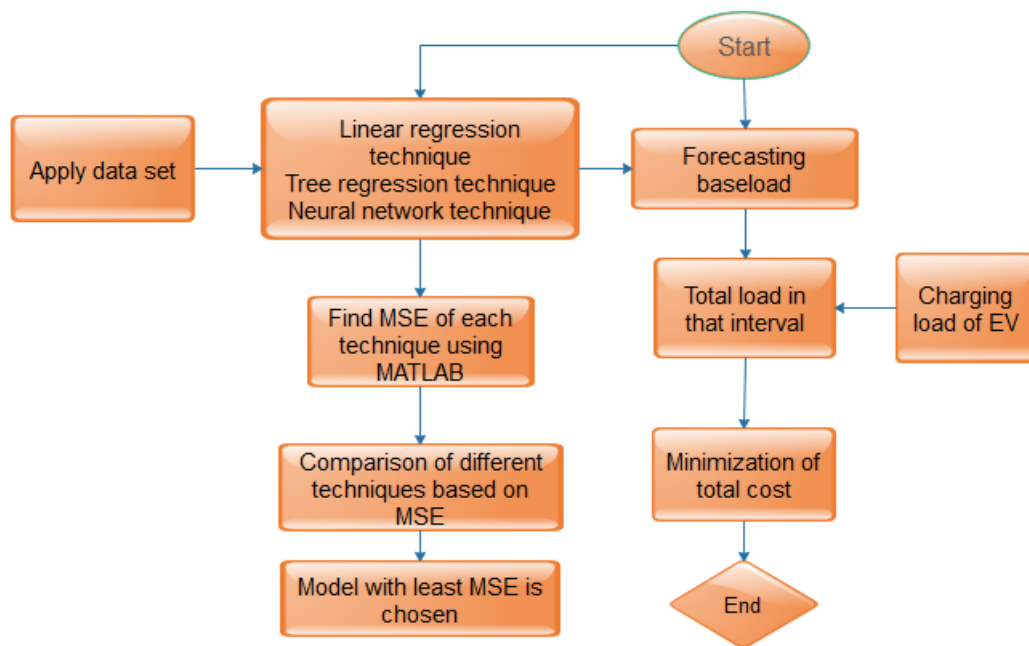 Start
Apply data set
Linear regression
technique
Tree regression technique
Neural network technique
Forecasting
baseload
Find MSE of each
technique using
MATLAB
Total load in
that interval
Charging
load of EV
Comparison of different
techniques based on
MSE
Minimization of
total cost
Model with least MSE is
chosen
End